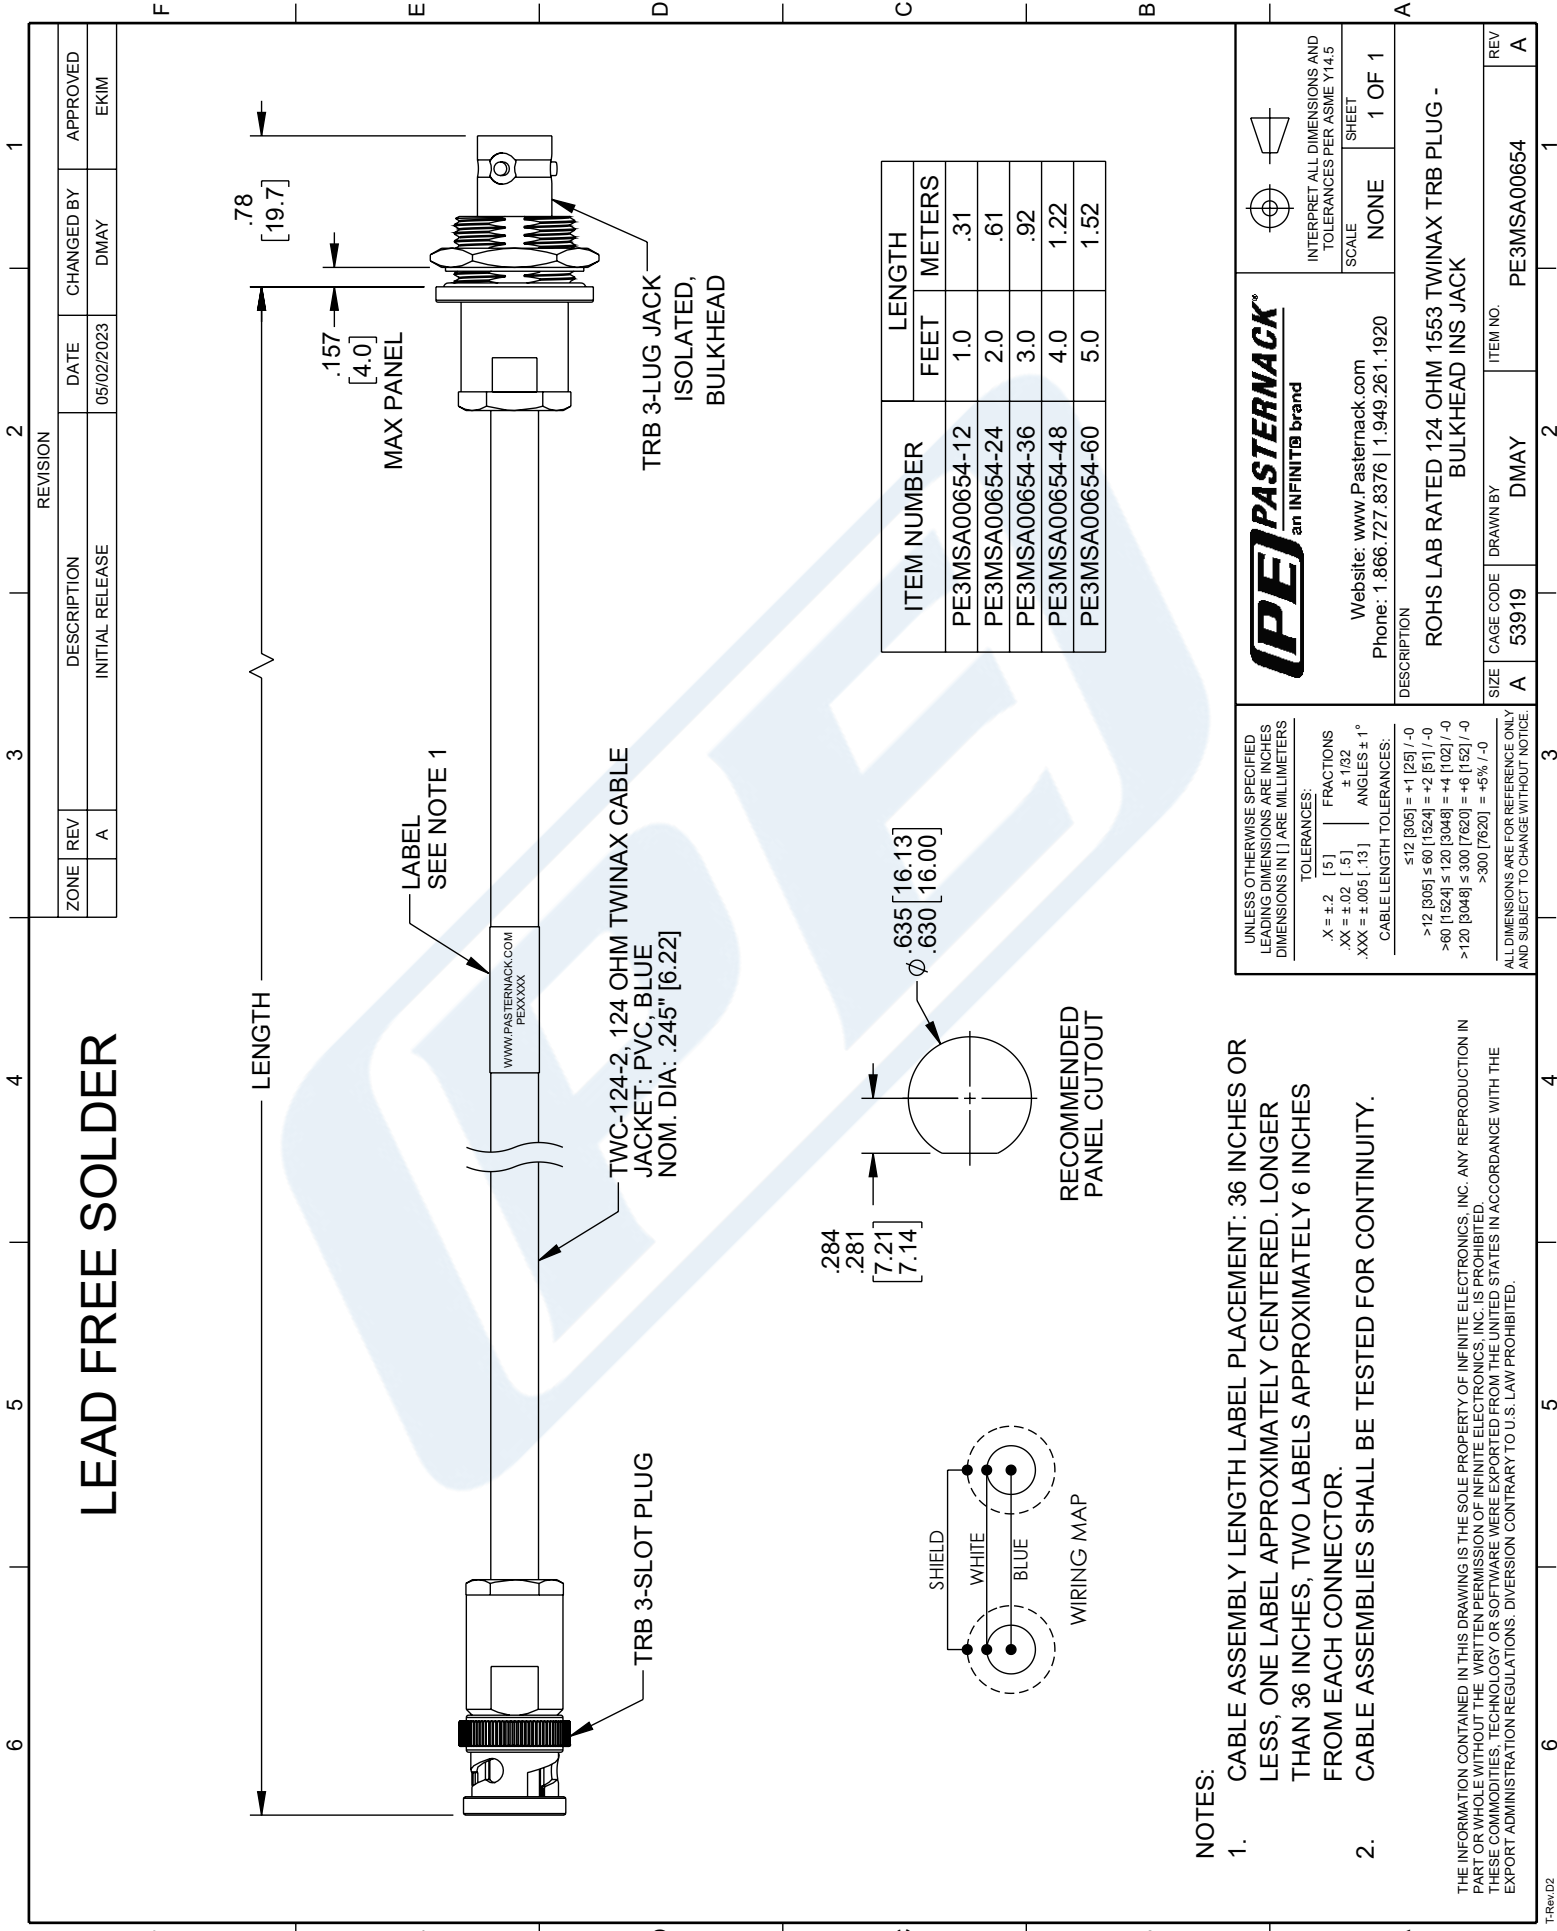 LEAD FREE SOLDER
REVISION
ZONE REV DESCRIPTION DATE CHANGED BY APPROVED
A INITIAL RELEASE 05/02/2023 DMAY EKIM
6 5 4 3 2 1
F
E
D
C
B
A
LENGTH
.78
[19.7]
.157
[4.0]
MAX PANEL
LABEL
SEE NOTE 1
WWW.PASTERNACK.COM
PEXXXXX
TRB 3-SLOT PLUG
TWC-124-2, 124 OHM TWINAX CABLE
JACKET: PVC, BLUE
NOM. DIA: .245" [6.22]
TRB 3-LUG JACK
ISOLATED,
BULKHEAD
SHIELD
WHITE
BLUE
WIRING MAP
.284
.281
[7.21]
[7.14]
Ø .635 [16.13]
.630 [16.00]
RECOMMENDED
PANEL CUTOUT
ITEM NUMBER LENGTH
FEET METERS
PE3MSA00654-12 1.0 .31
PE3MSA00654-24 2.0 .61
PE3MSA00654-36 3.0 .92
PE3MSA00654-48 4.0 1.22
PE3MSA00654-60 5.0 1.52
NOTES:
1. CABLE ASSEMBLY LENGTH LABEL PLACEMENT: 36 INCHES OR
LESS, ONE LABEL APPROXIMATELY CENTERED. LONGER
THAN 36 INCHES, TWO LABELS APPROXIMATELY 6 INCHES
FROM EACH CONNECTOR.
2. CABLE ASSEMBLIES SHALL BE TESTED FOR CONTINUITY.
THE INFORMATION CONTAINED IN THIS DRAWING IS THE SOLE PROPERTY OF INFINITE ELECTRONICS, INC. ANY REPRODUCTION IN
PART OR WHOLE WITHOUT THE WRITTEN PERMISSION OF INFINITE ELECTRONICS, INC. IS PROHIBITED.
THESE COMMODITIES, TECHNOLOGY OR SOFTWARE WERE EXPORTED FROM THE UNITED STATES IN ACCORDANCE WITH THE
EXPORT ADMINISTRATION REGULATIONS. DIVERSION CONTRARY TO U.S. LAW PROHIBITED.
UNLESS OTHERWISE SPECIFIED
LEADING DIMENSIONS ARE INCHES
DIMENSIONS IN [ ] ARE MILLIMETERS
TOLERANCES:
.X = ±.2 [5] FRACTIONS
.XX = ±.02 [.5] ± 1/32
.XXX = ±.005 [.13] ANGLES ± 1°
CABLE LENGTH TOLERANCES:
≤12 [305] = +1 [25] / -0
>12 [305] ≤ 60 [1524] = +2 [51] / -0
>60 [1524] ≤ 120 [3048] = +4 [102] / -0
>120 [3048] ≤ 300 [7620] = +6 [152] / -0
>300 [7620] = +5% / -0
ALL DIMENSIONS ARE FOR REFERENCE ONLY
AND SUBJECT TO CHANGE WITHOUT NOTICE.
PE PASTERNACK®
an INFINITE brand
Website: www.Pasternack.com
Phone: 1.866.727.8376 | 1.949.261.1920
INTERPRET ALL DIMENSIONS AND
TOLERANCES PER ASME Y14.5
SCALE NONE SHEET 1 OF 1
DESCRIPTION
ROHS LAB RATED 124 OHM 1553 TWINAX TRB PLUG -
BULKHEAD INS JACK
SIZE A CAGE CODE 53919 DRAWN BY DMAY ITEM NO. PE3MSA00654 REV A
6 5 4 3 2 1
T-Rev.D2